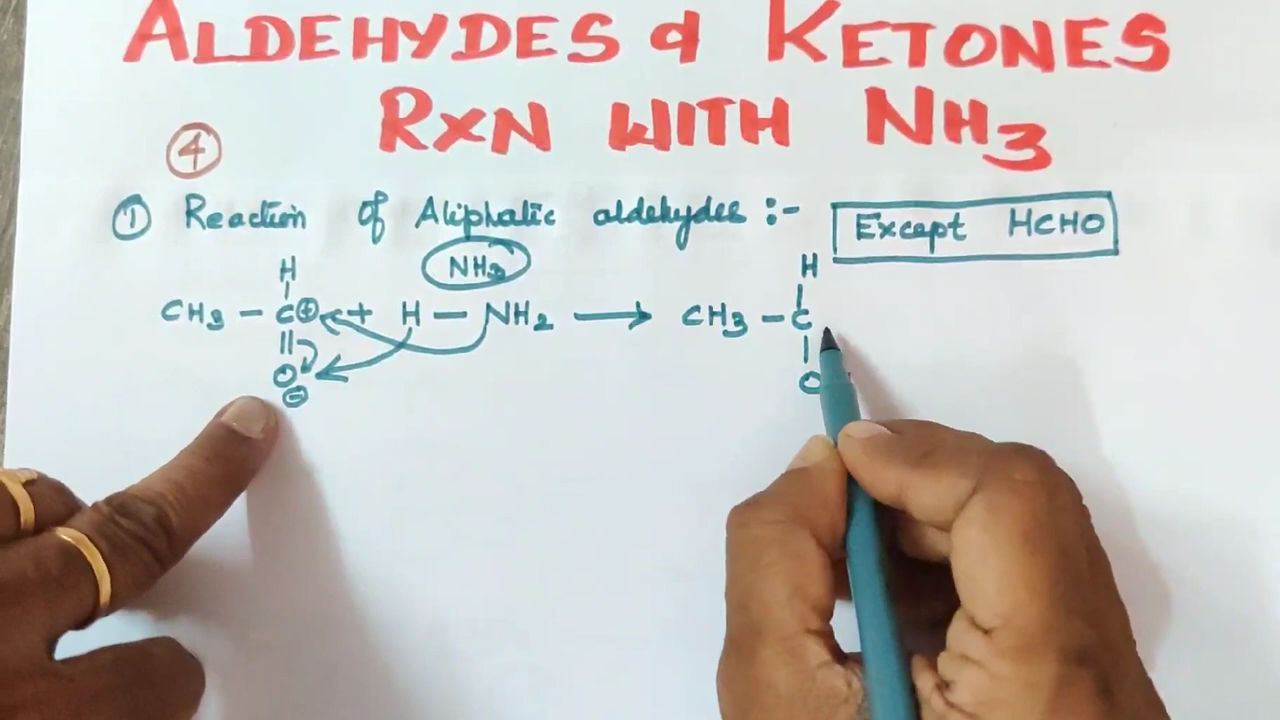 ALDEHYDES & KETONES
RXN WITH NH3
4
1 Reaction of Aliphatic aldehydes :- Except HCHO
NH3
H H
CH3 - C⊕ + H - NH2 → CH3 - C
O O
⊖